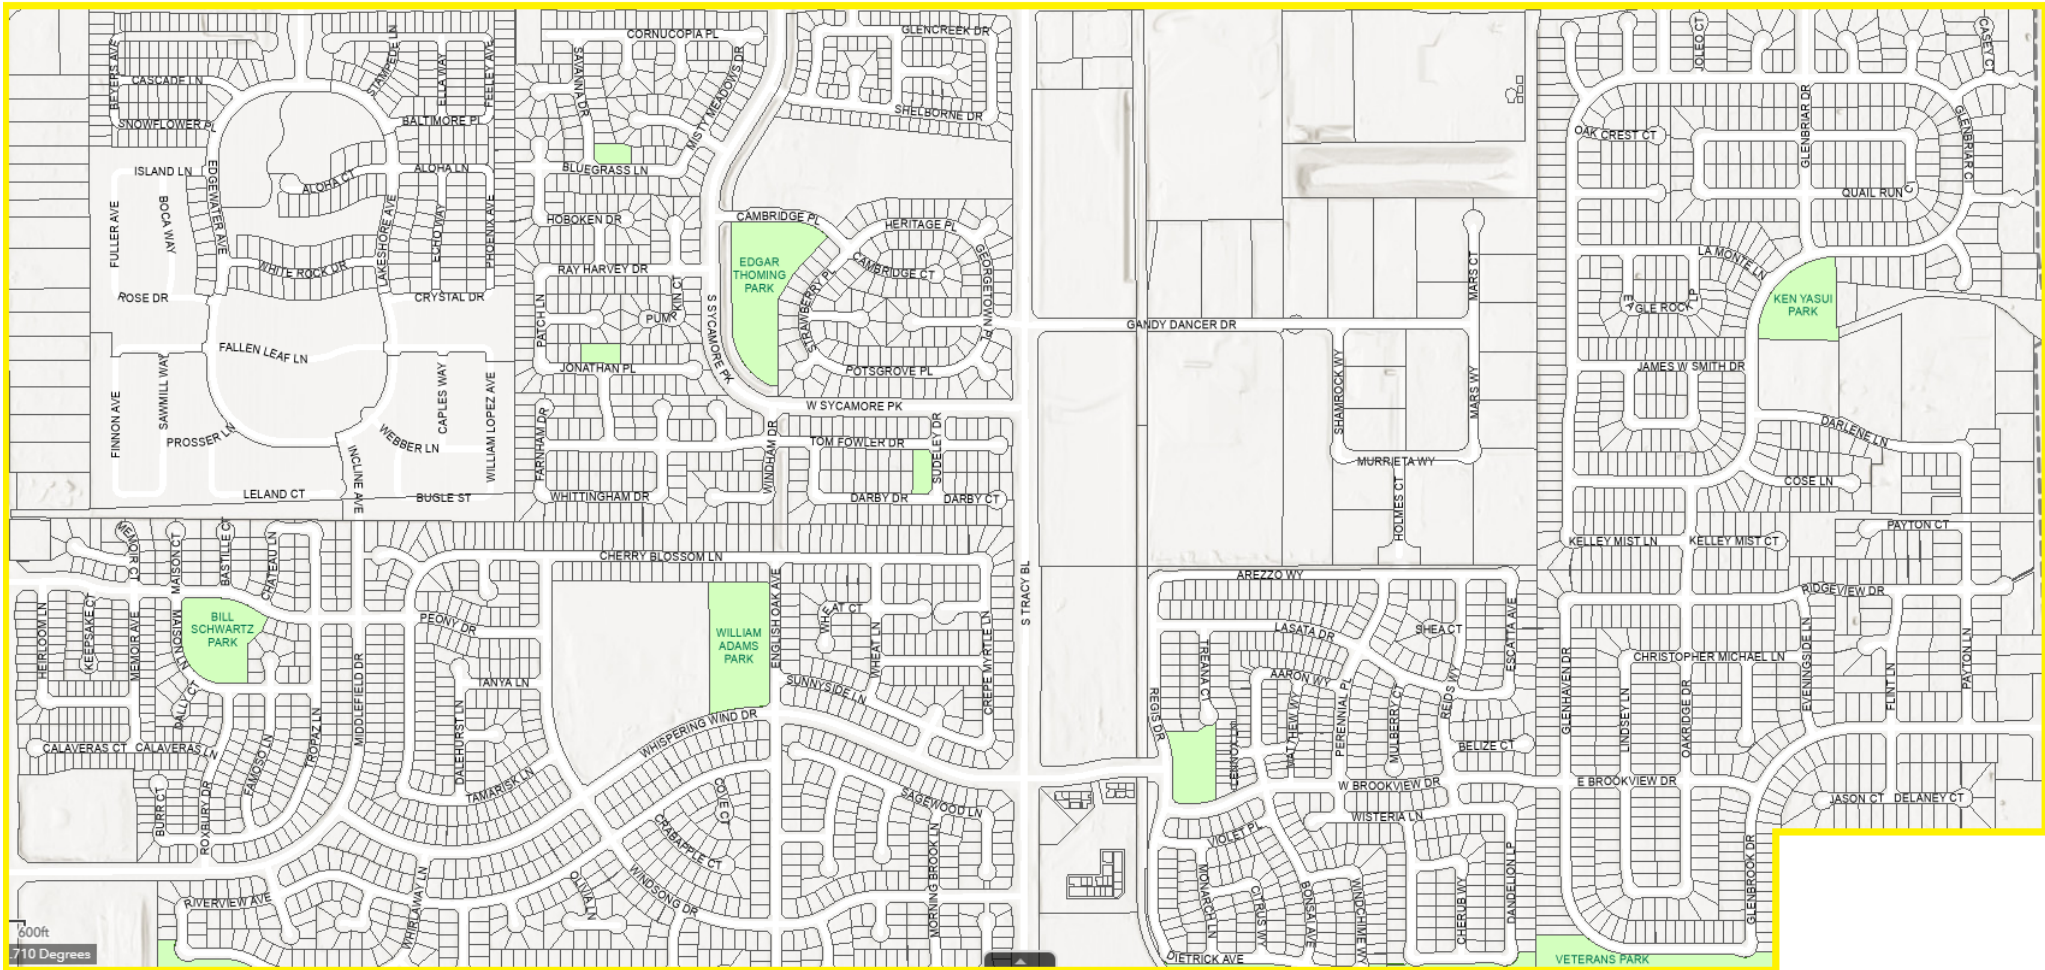 CORNUCOPIA PL
GLENCREEK DR
JOLEO CT
CASEY CT
BEYERS AVE
CASCADE LN
STAMPEDE LN
ELLA WAY
FEELEY AVE
SAVANNA DR
MISTY MEADOWS DR
SHELBORNE DR
SNOWFLOWER PL
BALTIMORE PL
GLENBRIAR DR
GLENBRIAR C
OAK CREST CT
ISLAND LN
EDGEWATER AVE
ALOHA CT
ALOHA LN
BLUEGRASS LN
QUAIL RUN C
FULLER AVE
BOCA WAY
LAKESHORE AVE
ECHO WAY
PHOENIX AVE
HOBOKEN DR
CAMBRIDGE PL
HERITAGE PL
GEORGETOWN PL
MARS CT
LA MONTE LN
WHITE ROCK DR
RAY HARVEY DR
EDGAR
THOMING
PARK
CAMBRIDGE CT
STRAWBERRY PL
ROSE DR
CRYSTAL DR
PATCH LN
PUMPKIN CT
S SYCAMORE PK
EAGLE ROCK LP
KEN YASUI
PARK
GANDY DANCER DR
FALLEN LEAF LN
JONATHAN PL
POTSGROVE PL
SHAMROCK WY
MARS WY
JAMES W SMITH DR
FINNON AVE
SAWMILL WAY
CAPLES WAY
WILLIAM LOPEZ AVE
W SYCAMORE PK
PROSSER LN
WEBBER LN
FARNHAM DR
WINDHAM DR
TOM FOWLER DR
SUDELEY DR
DARLENE LN
INCLINE AVE
MURRIETA WY
COSE LN
LELAND CT
BUGLE ST
WHITTINGHAM DR
DARBY DR
DARBY CT
HOLMES CT
MEMOIR CT
MAISON CT
BASTILLE CT
CHATEAU LN
CHERRY BLOSSOM LN
PAYTON CT
KELLEY MIST LN
KELLEY MIST CT
S TRACY BL
AREZZO WY
RIDGEVIEW DR
HEIRLOOM LN
KEEPSAKE CT
MEMOIR AVE
MAISON LN
BILL
SCHWARTZ
PARK
PEONY DR
WILLIAM
ADAMS
PARK
ENGLISH OAK AVE
WHEAT CT
WHEAT LN
CREPE MYRTLE LN
LASATA DR
SHEA CT
ESCATTA AVE
CHRISTOPHER MICHAEL LN
EVENINGSIDE LN
FLINT LN
PAYTON LN
MIDDLEFIELD DR
TANYA LN
SUNNYSIDE LN
TREANA CT
AARON WY
REGIS DR
DALLY CT
TOPAZ LN
DALEHURST LN
WHISPERING WIND DR
LENNOX LN
MATTHEW WY
PERENNIAL PL
MULBERRY CT
REIDS WY
GLENHAVEN DR
LINDSEY LN
OAKRIDGE DR
CALAVERAS CT
CALAVERAS LN
FAMOSO LN
BELIZE CT
BURR CT
ROXBURY DR
TAMARISK LN
COYE CT
SAGEWOOD LN
W BROOKVIEW DR
E BROOKVIEW DR
JASON CT
DELANEY CT
CRABAPPLE CT
VIOLET PL
WISTERIA LN
RIVERVIEW AVE
WHIRLAWAY LN
OLIVIA LN
WINDSONG DR
MORNING BROOK LN
MONARCH LN
CITRUS WY
BONSAI AVE
WINDCHIME WY
CHERUB WY
DANDELION LP
GLENBROOK DR
600ft
.710 Degrees
DIETRICK AVE
VETERANS PARK